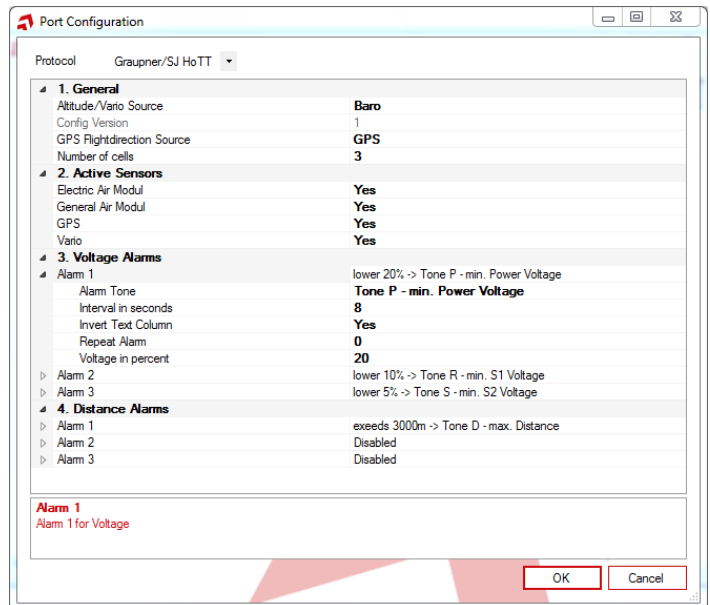 Port Configuration
Protocol Graupner/SJ HoTT
1. General
Altitude/Vario Source Baro
Config Version 1
GPS Flightdirection Source GPS
Number of cells 3
2. Active Sensors
Electric Air Modul Yes
General Air Modul Yes
GPS Yes
Vario Yes
3. Voltage Alarms
Alarm 1 lower 20% -> Tone P - min. Power Voltage
Alarm Tone Tone P - min. Power Voltage
Interval in seconds 8
Invert Text Column Yes
Repeat Alarm 0
Voltage in percent 20
Alarm 2 lower 10% -> Tone R - min. S1 Voltage
Alarm 3 lower 5% -> Tone S - min. S2 Voltage
4. Distance Alarms
Alarm 1 exceeds 3000m -> Tone D - max. Distance
Alarm 2 Disabled
Alarm 3 Disabled
Alarm 1
Alarm 1 for Voltage
OK Cancel